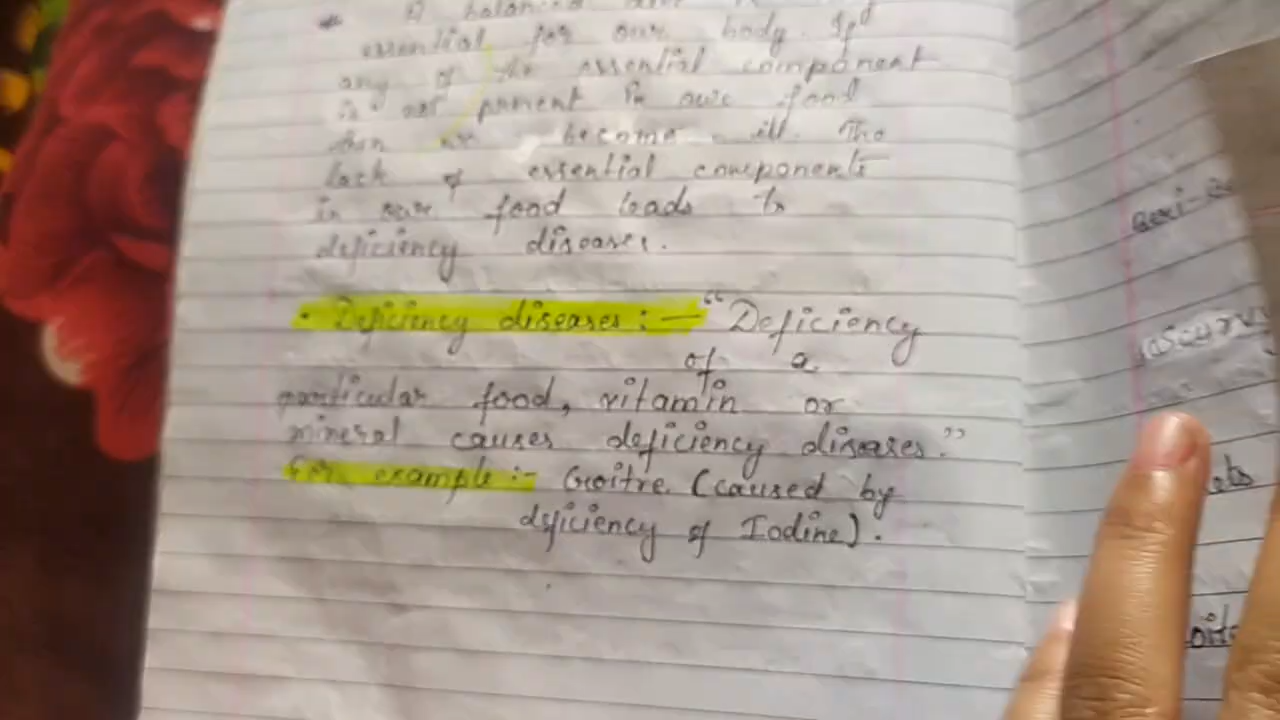 essential for our body. If
any of the essential component
is not present in our food
then we become ill. The
lack of essential components
in our food leads to
deficiency diseases.
• Deficiency diseases :— “Deficiency
of a
particular food, vitamin or
mineral causes deficiency diseases.”
For example :- Goitre (caused by
deficiency of Iodine).